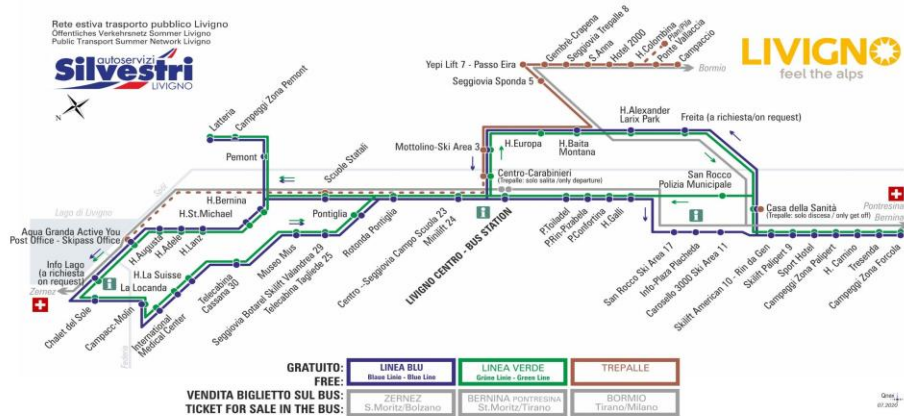 Rete estiva trasporto pubblico Livigno
Öffentliches Verkehrsnetz Sommer Livigno
Public Transport Summer Network Livigno
autoservizi
Silvestri
LIVIGNO
N
LIVIGNO
feel the alps
Gembrè-Crapena
Seggiovia Trepalle 8
S.Anna
Hotel 2000
H.Colombina
Plan/Pila
Ponte Vallaccia
Campaccio
Bormio
Yepi Lift 7 - Passo Eira
Seggiovia Sponda 5
Latteria
Campeggi Zona Pemont
Pemont
Scuole Statali
Mottolino-Ski Area 3
H.Europa
H.Baita
Montana
H.Alexander
Larix Park
Freita (a richiesta/on request)
Centro-Carabinieri
(Trepalle: solo salita /only departure)
San Rocco
Polizia Municipale
Casa della Sanità
(Trepalle: solo discesa / only get off)
Pontresina
Bernina
Lago di Livigno
Spöl
Aqua Granda Active You
Post Office - Skipass Office
Info Lago
(a richiesta
on request)
Zernez
H.Bernina
H.St.Michael
H.Lanz
H.Adele
H.Augusta
Pontiglia
H.La Suisse
La Locanda
Chalet del Sole
Campacc-Molin
Federia
International
Medical Center
Telecabina
Cassana 30
Museo Mus
Seggiovia Botarel Skilift Valandrea 29
Telecabina Tagliede 25
Rotonda Pontiglia
Centro -Seggiovia Campo Scuola 23
Minilift 24
LIVIGNO CENTRO - BUS STATION
P.Toiladel
P.Rin-Pizabela
P.Confortina
H.Galli
San Rocco Ski Area 17
Info-Plaza Placheda
Carosello 3000 Ski Area 11
Skilift American 10 - Rin da Gen
Skilift Palipert 9
Sport Hotel
Campeggi Zona Palipert
H. Camino
Tresenda
Campeggi Zona Forcola
GRATUITO:
FREE:
LINEA BLU
Blaue Linie - Blue Line
LINEA VERDE
Grüne Linie - Green Line
TREPALLE
VENDITA BIGLIETTO SUL BUS:
TICKET FOR SALE IN THE BUS:
ZERNEZ
S.Moritz/Bolzano
BERNINA PONTRESINA
St.Moritz/Tirano
BORMIO
Tirano/Milano